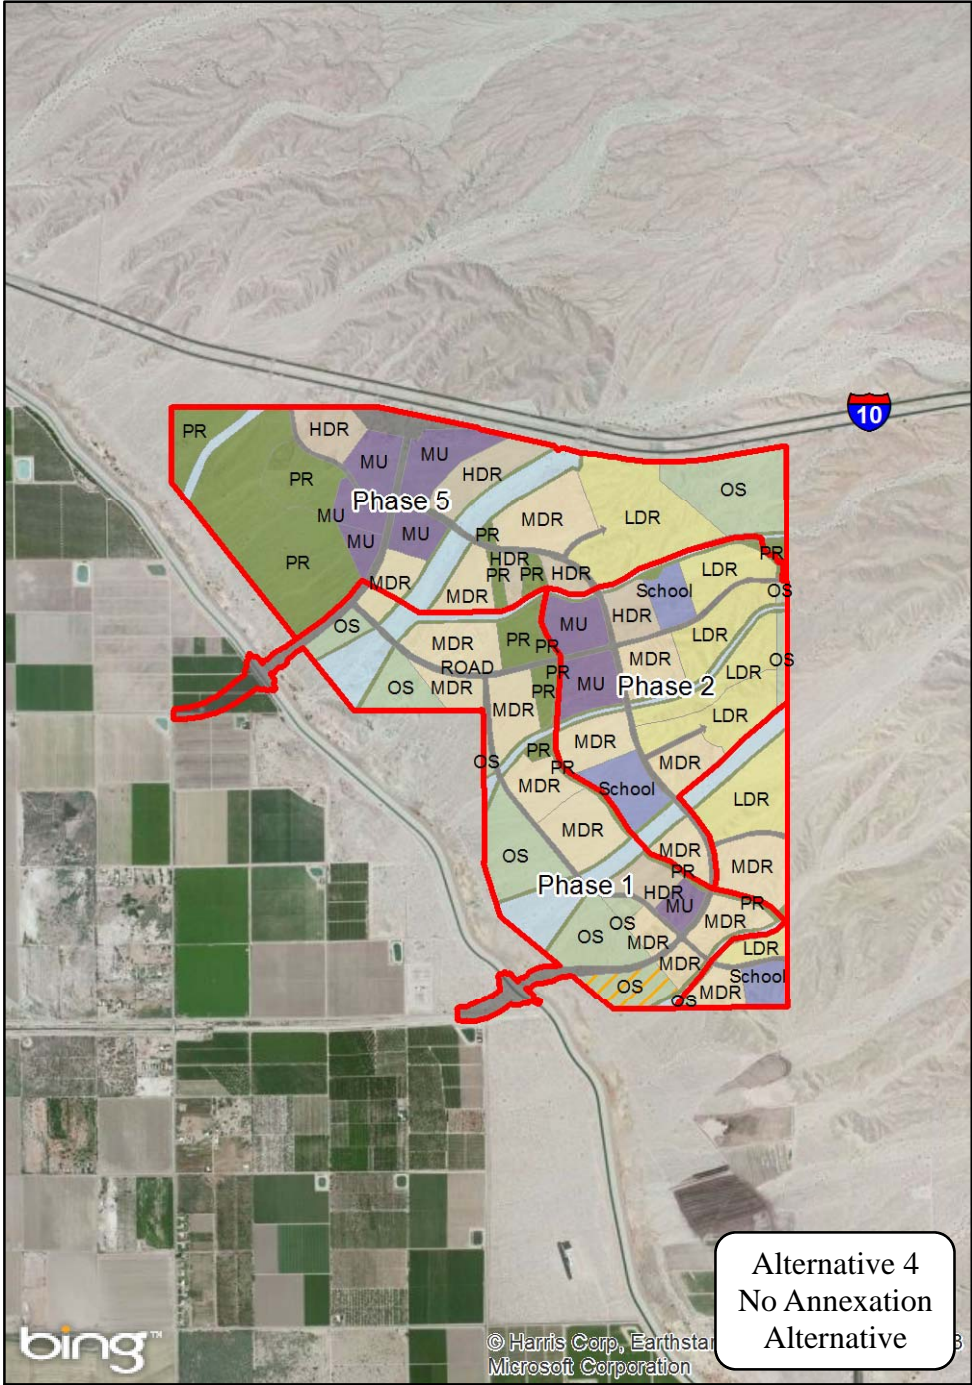 10
PR
HDR
MU
MU
PR
HDR
OS
Phase 5
MU
MDR
LDR
MU
MU
PR
PR
HDR
PR
PR
HDR
LDR
PR
MDR
MDR
School
OS
OS
MU
HDR
MDR
PR
PR
LDR
ROAD
MDR
OS
OS
MDR
PR
MU
Phase 2
LDR
PR
MDR
LDR
MDR
PR
OS
PR
MDR
MDR
School
LDR
MDR
OS
MDR
MDR
PR
Phase 1
HDR
MU
PR
MDR
OS
OS
MDR
LDR
MDR
School
OS
MDR
OS
Alternative 4
No Annexation
Alternative
bing™
© Harris Corp, Earthstar
Microsoft Corporation